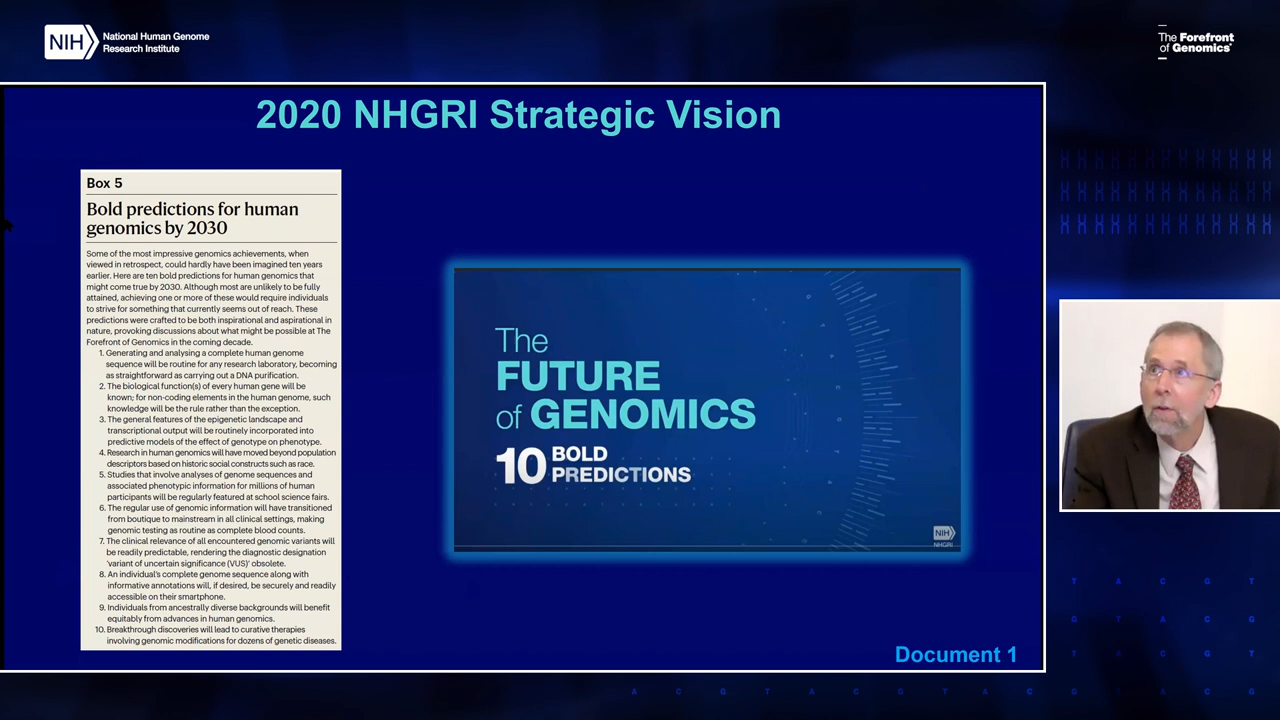 NIH
National Human Genome
Research Institute
The Forefront
of Genomics®
2020 NHGRI Strategic Vision
Box 5
Bold predictions for human
genomics by 2030
Some of the most impressive genomics achievements, when
viewed in retrospect, could hardly have been imagined ten years
earlier. Here are ten bold predictions for human genomics that
might come true by 2030. Although most are unlikely to be fully
attained, achieving one or more of these would require individuals
to strive for something that currently seems out of reach. These
predictions were crafted to be both inspirational and aspirational in
nature, provoking discussions about what might be possible at The
Forefront of Genomics in the coming decade.
1. Generating and analysing a complete human genome
sequence will be routine for any research laboratory, becoming
as straightforward as carrying out a DNA purification.
2. The biological function(s) of every human gene will be
known; for non-coding elements in the human genome, such
knowledge will be the rule rather than the exception.
3. The general features of the epigenetic landscape and
transcriptional output will be routinely incorporated into
predictive models of the effect of genotype on phenotype.
4. Research in human genomics will have moved beyond population
descriptors based on historic social constructs such as race.
5. Studies that involve analyses of genome sequences and
associated phenotypic information for millions of human
participants will be regularly featured at school science fairs.
6. The regular use of genomic information will have transitioned
from boutique to mainstream in all clinical settings, making
genomic testing as routine as complete blood counts.
7. The clinical relevance of all encountered genomic variants will
be readily predictable, rendering the diagnostic designation
'variant of uncertain significance (VUS)' obsolete.
8. An individual's complete genome sequence along with
informative annotations will, if desired, be securely and readily
accessible on their smartphone.
9. Individuals from ancestrally diverse backgrounds will benefit
equitably from advances in human genomics.
10. Breakthrough discoveries will lead to curative therapies
involving genomic modifications for dozens of genetic diseases.
The
FUTURE
of GENOMICS
10 BOLD
PREDICTIONS
NIH
NHGRI
Document 1
T A C G T
G T A C G
T T C G T
A C G T A C G T A C G T A C G